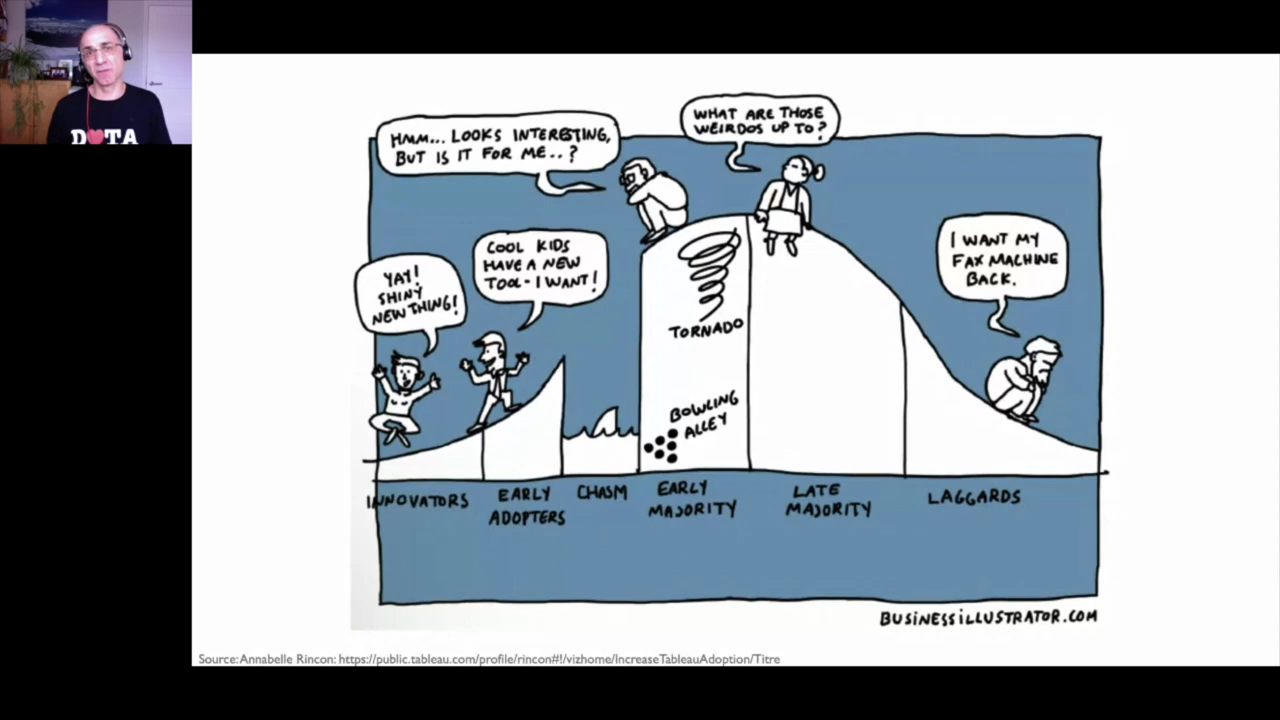 D♥TA
HMM... LOOKS INTERESTING,
BUT IS IT FOR ME..?
WHAT ARE THOSE
WEIRDOS UP TO?
YAY!
SHINY
NEW THING!
COOL KIDS
HAVE A NEW
TOOL - I WANT!
I WANT MY
FAX MACHINE
BACK.
TORNADO
BOWLING
ALLEY
INNOVATORS
EARLY
ADOPTERS
CHASM
EARLY
MAJORITY
LATE
MAJORITY
LAGGARDS
BUSINESSiLLUSTRATOR.COM
Source: Annabelle Rincon: https://public.tableau.com/profile/rincon#!/vizhome/IncreaseTableauAdoption/Titre